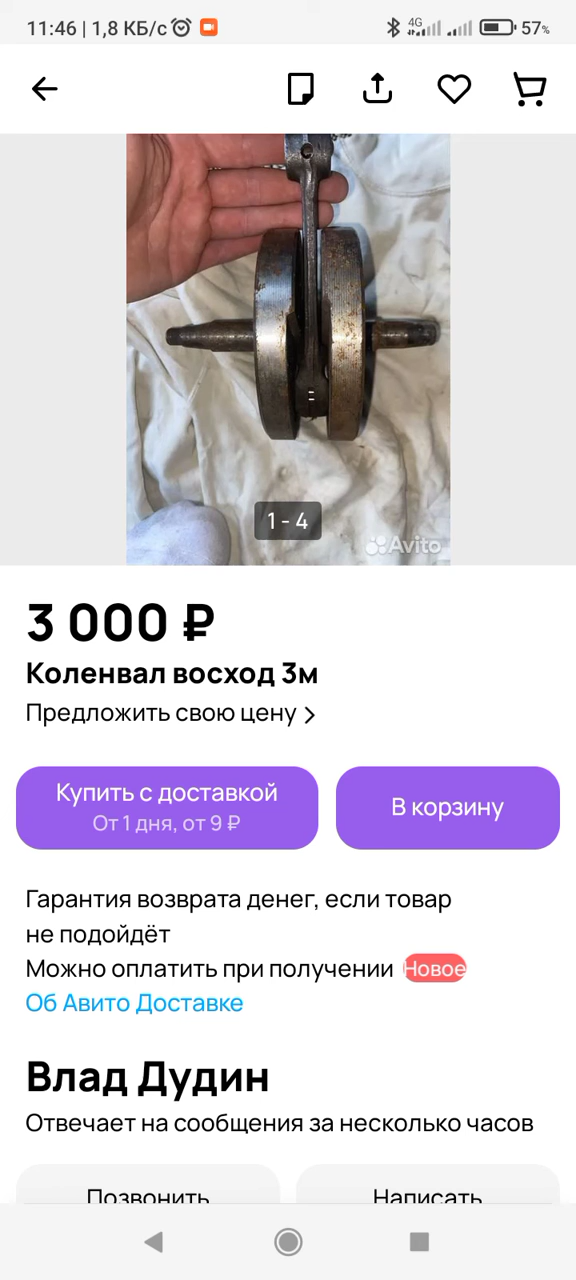 11:46 | 1,8 КБ/с
4G
57%
1 - 4
Avito
3 000 ₽
Коленвал восход 3м
Предложить свою цену
Купить с доставкой
От 1 дня, от 9 ₽
В корзину
Гарантия возврата денег, если товар
не подойдёт
Можно оплатить при получении Новое
Об Авито Доставке
Влад Дудин
Отвечает на сообщения за несколько часов
Позвонить
Написать